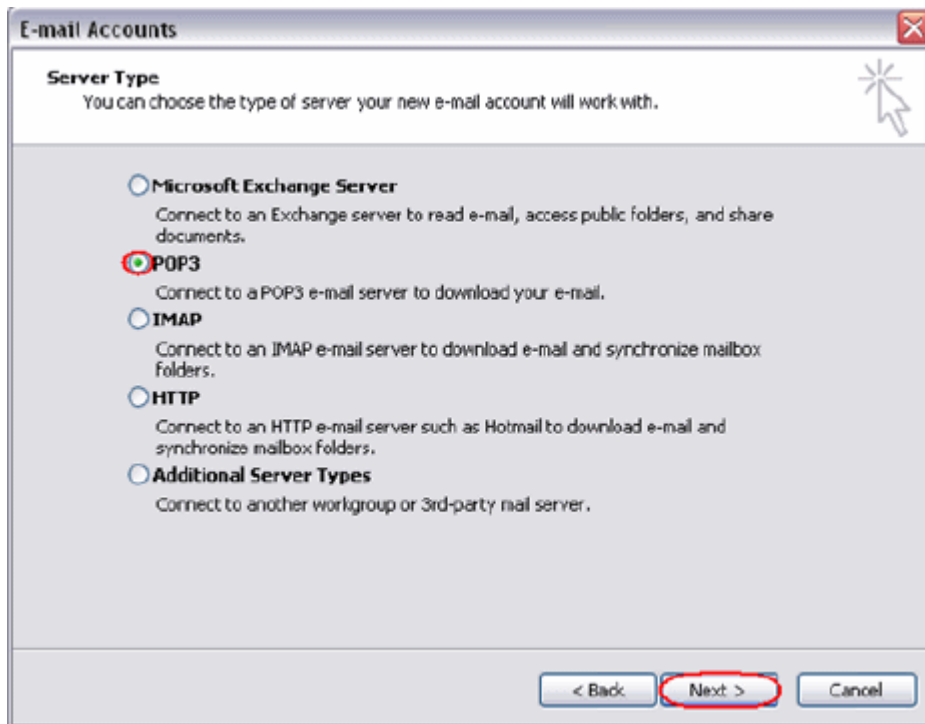 E-mail Accounts
Server Type
You can choose the type of server your new e-mail account will work with.
Microsoft Exchange Server
Connect to an Exchange server to read e-mail, access public folders, and share
documents.
POP3
Connect to a POP3 e-mail server to download your e-mail.
IMAP
Connect to an IMAP e-mail server to download e-mail and synchronize mailbox
folders.
HTTP
Connect to an HTTP e-mail server such as Hotmail to download e-mail and
synchronize mailbox folders.
Additional Server Types
Connect to another workgroup or 3rd-party mail server.
< Back Next > Cancel